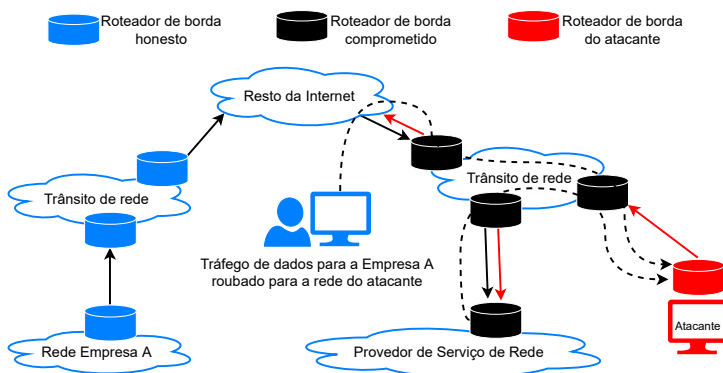 Roteador de borda
honesto
Roteador de borda
comprometido
Roteador de borda
do atacante
Resto da Internet
Trânsito de rede
Trânsito de rede
Tráfego de dados para a Empresa A
roubado para a rede do atacante
Atacante
Rede Empresa A
Provedor de Serviço de Rede